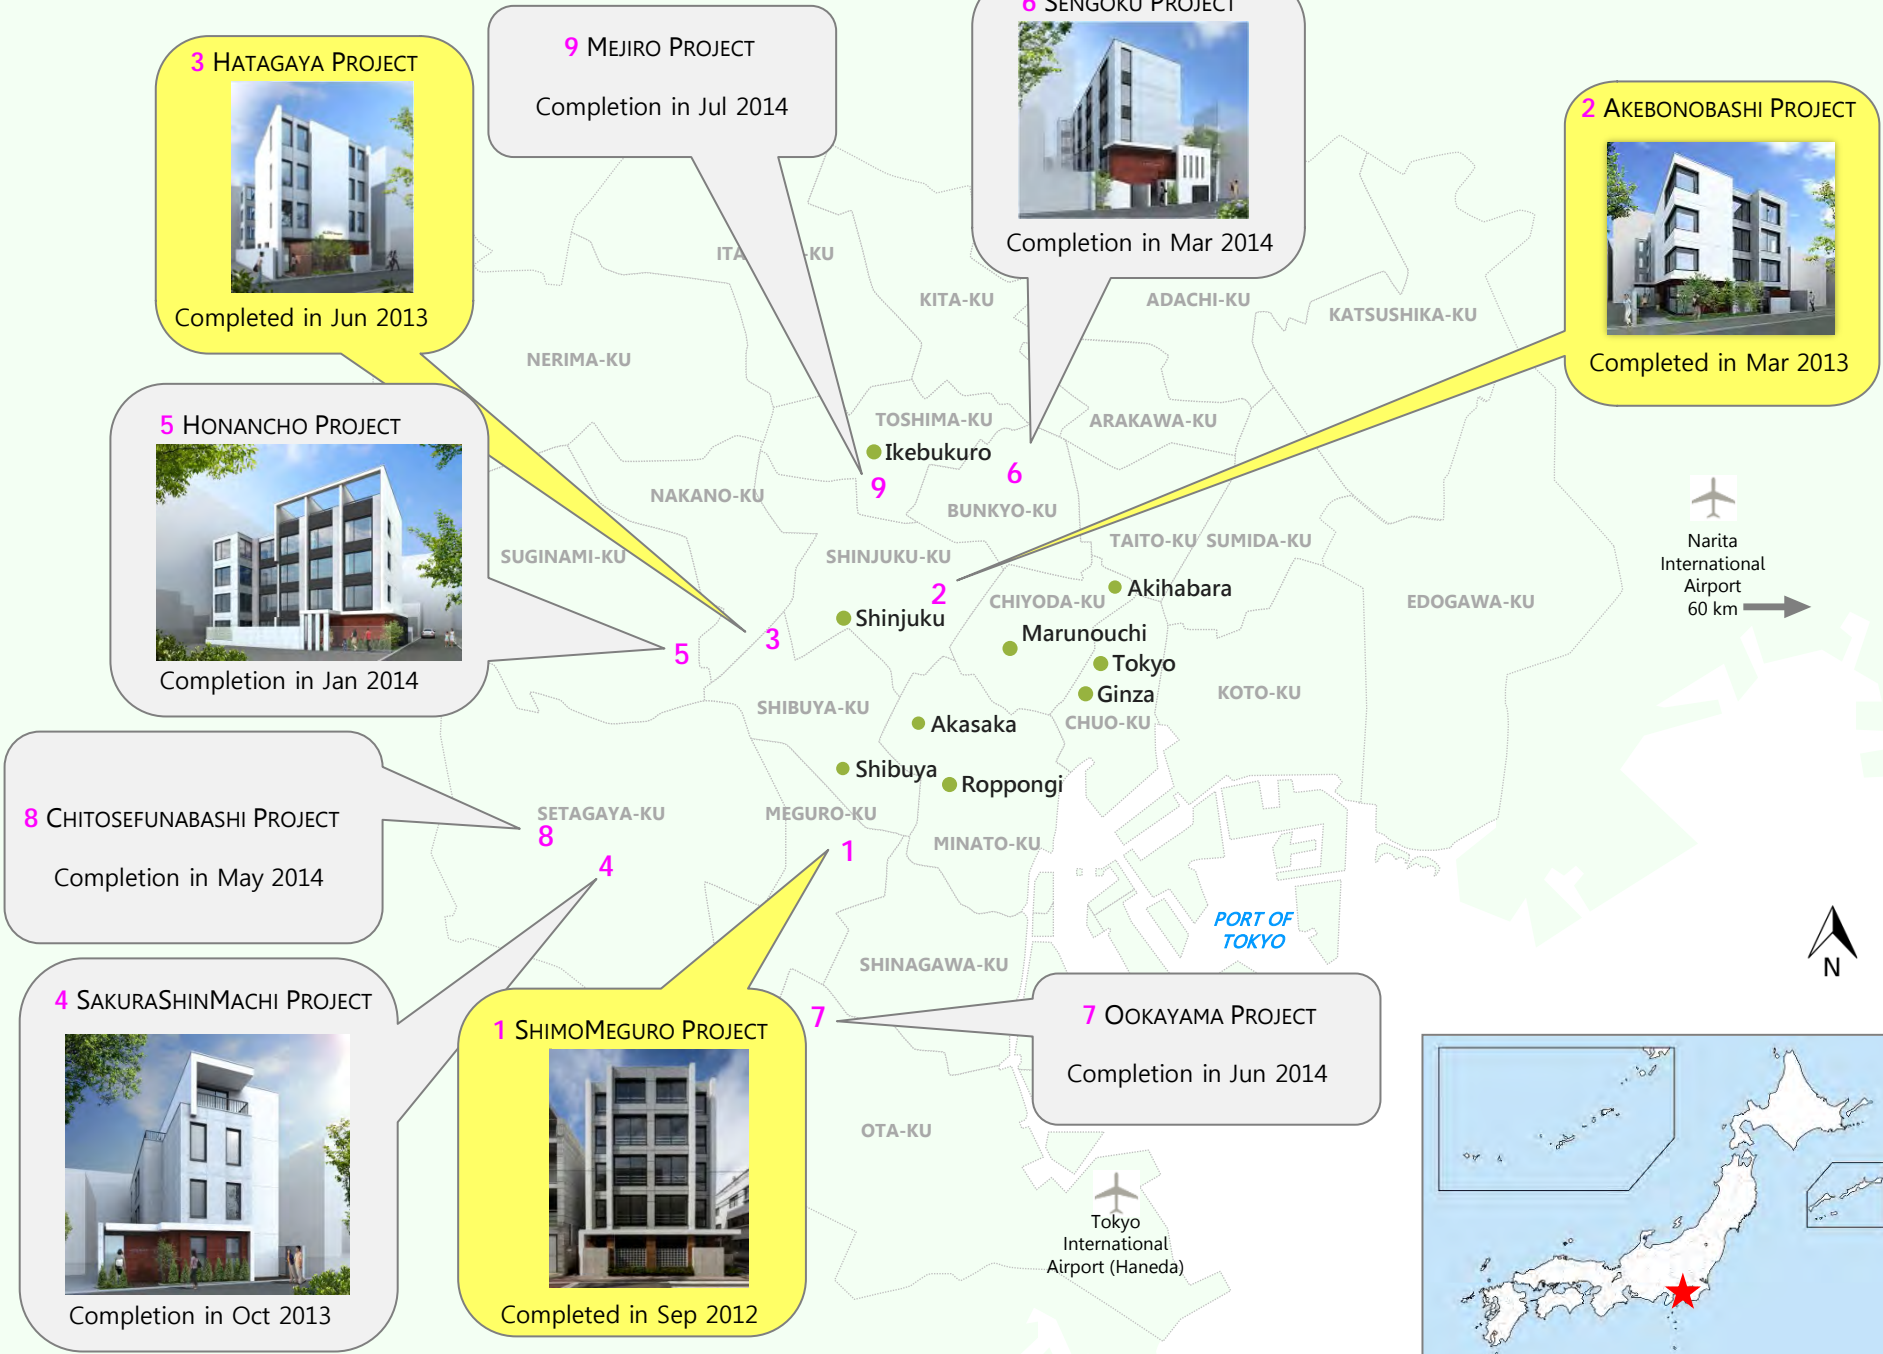 6 SENGOKU PROJECT
Completion in Mar 2014
9 MEJIRO PROJECT
Completion in Jul 2014
3 HATAGAYA PROJECT
Completed in Jun 2013
2 AKEBONOBASHI PROJECT
Completed in Mar 2013
5 HONANCHO PROJECT
Completion in Jan 2014
8 CHITOSEFUNABASHI PROJECT
Completion in May 2014
4 SAKURASHINMACHI PROJECT
Completion in Oct 2013
1 SHIMOMEGURO PROJECT
Completed in Sep 2012
7 OOKAYAMA PROJECT
Completion in Jun 2014
ITA
-KU
KITA-KU
ADACHI-KU
KATSUSHIKA-KU
NERIMA-KU
TOSHIMA-KU
ARAKAWA-KU
Ikebukuro
6
9
NAKANO-KU
BUNKYO-KU
SUGINAMI-KU
SHINJUKU-KU
TAITO-KU
SUMIDA-KU
2
CHIYODA-KU
Akihabara
EDOGAWA-KU
Shinjuku
3
5
Marunouchi
Tokyo
Ginza
KOTO-KU
SHIBUYA-KU
Akasaka
CHUO-KU
Shibuya
Roppongi
SETAGAYA-KU
8
MEGURO-KU
MINATO-KU
1
4
PORT OF
TOKYO
SHINAGAWA-KU
7
OTA-KU
Tokyo
International
Airport (Haneda)
Narita
International
Airport
60 km
N